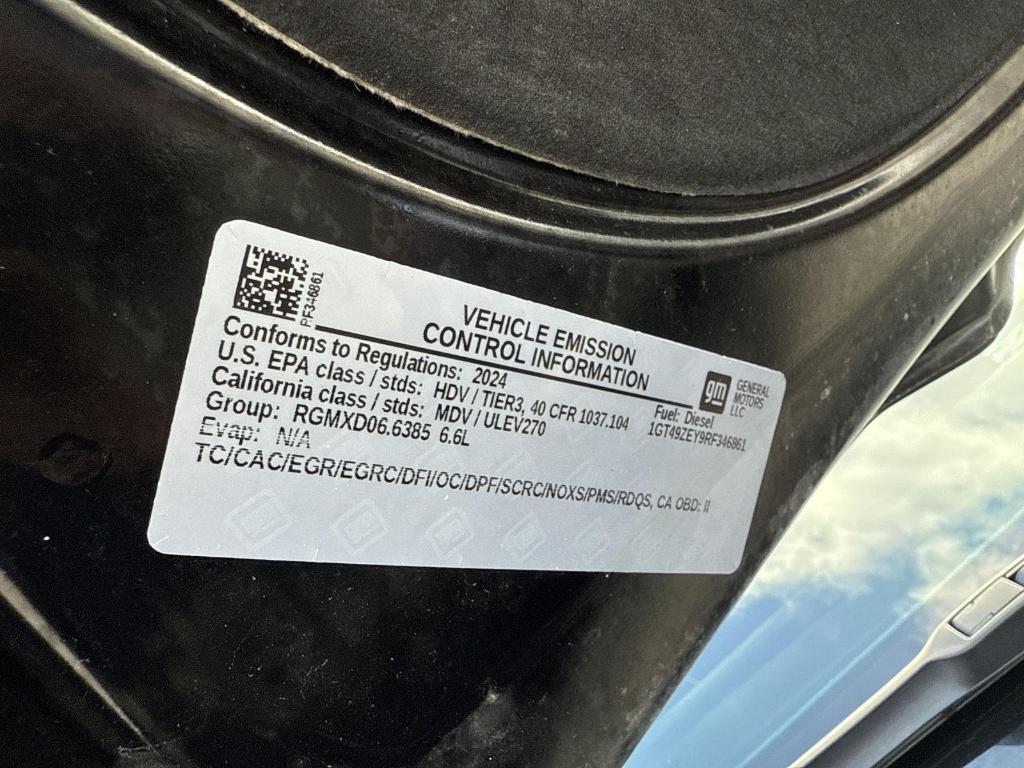 RF346861
VEHICLE EMISSION
CONTROL INFORMATION
gm
GENERAL
MOTORS
LLC
Conforms to Regulations: 2024
Fuel: Diesel
U.S. EPA class / stds: HDV / TIER3, 40 CFR 1037.104
1GT49ZEY9RF346861
California class / stds: MDV / ULEV270
Group: RGMXD06.6385 6.6L
Evap: N/A
TC/CAC/EGR/EGRC/DFI/OC/DPF/SCRC/NOXS/PMS/RDQS, CA OBD: II